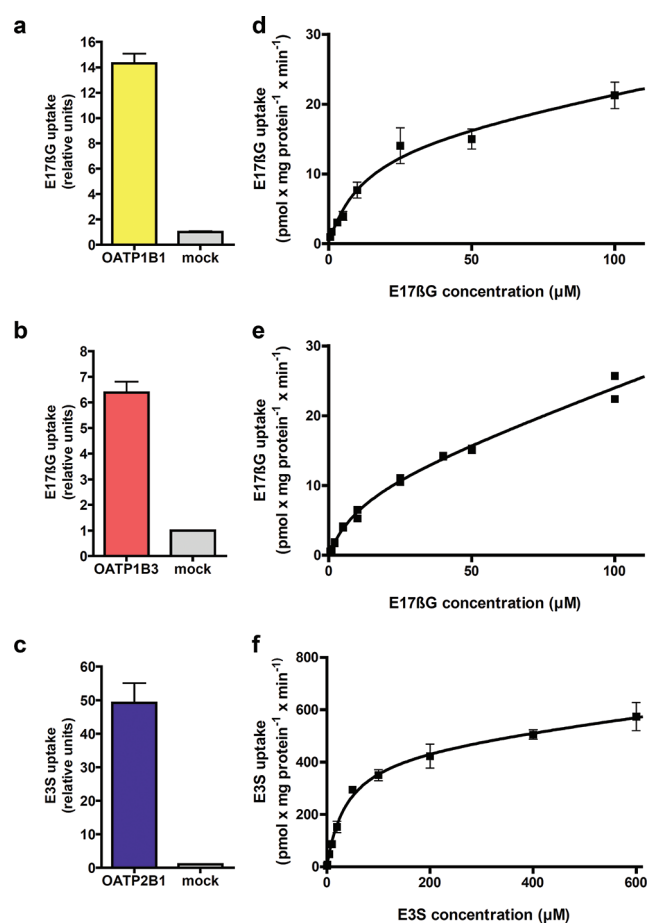 a
E17ßG uptake
(relative units)
16
14
12
10
8
6
4
2
0
OATP1B1 mock
d
E17ßG uptake
(pmol x mg protein-1 x min-1)
30
20
10
0
0 50 100
E17ßG concentration (µM)
b
E17ßG uptake
(relative units)
8
7
6
5
4
3
2
1
0
OATP1B3 mock
e
E17ßG uptake
(pmol x mg protein-1 x min-1)
30
20
10
0
0 50 100
E17ßG concentration (µM)
c
E3S uptake
(relative units)
60
50
40
30
20
10
0
OATP2B1 mock
f
E3S uptake
(pmol x mg protein-1 x min-1)
800
600
400
200
0
0 200 400 600
E3S concentration (µM)